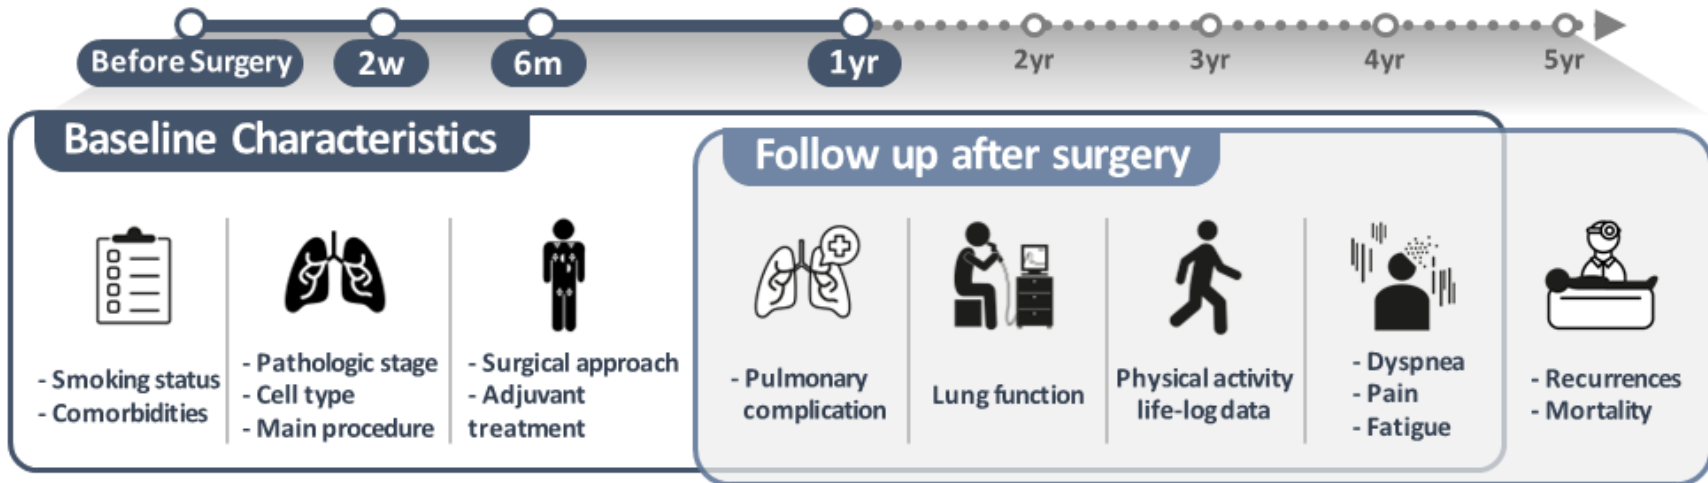 Before Surgery
2w
6m
1yr
2yr
3yr
4yr
5yr
Baseline Characteristics
Follow up after surgery
- Smoking status
- Comorbidities
- Pathologic stage
- Cell type
- Main procedure
- Surgical approach
- Adjuvant
treatment
- Pulmonary
complication
Lung function
Physical activity
life-log data
- Dyspnea
- Pain
- Fatigue
- Recurrences
- Mortality